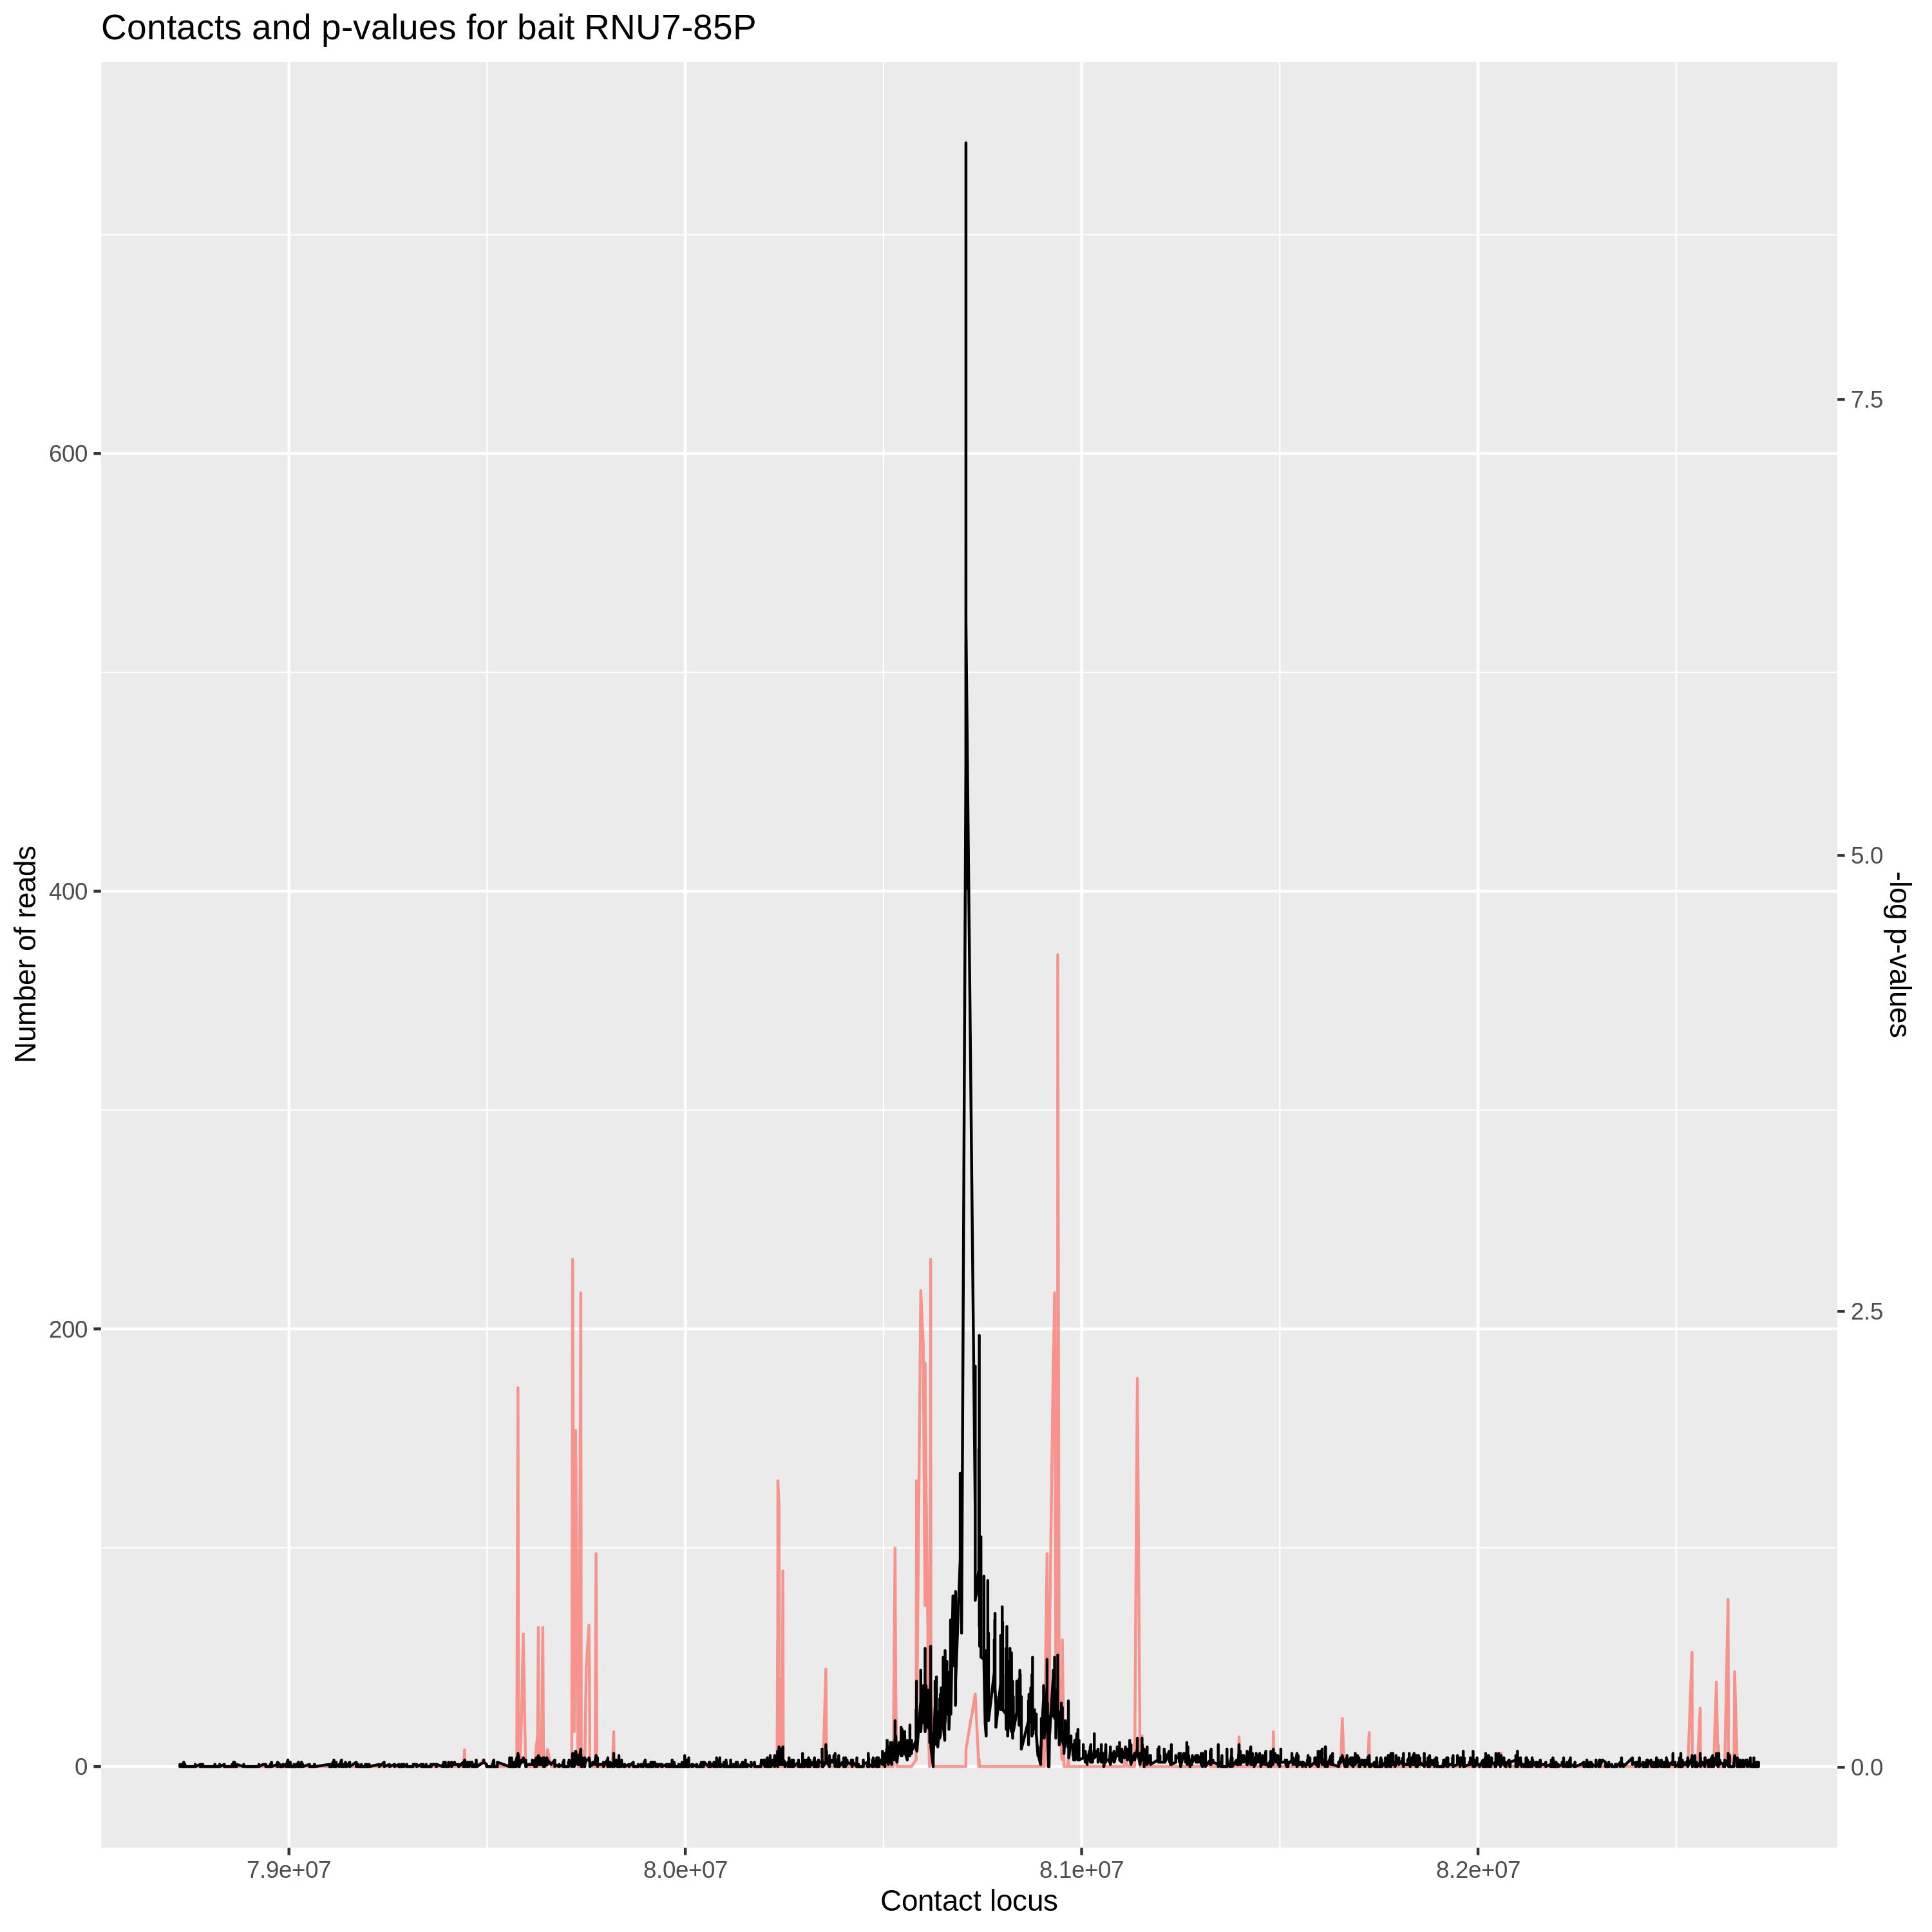 Contacts and p-values for bait RNU7-85P
600
400
200
0
Number of reads
7.5
5.0
2.5
0.0
-log p-values
7.9e+07
8.0e+07
8.1e+07
8.2e+07
Contact locus